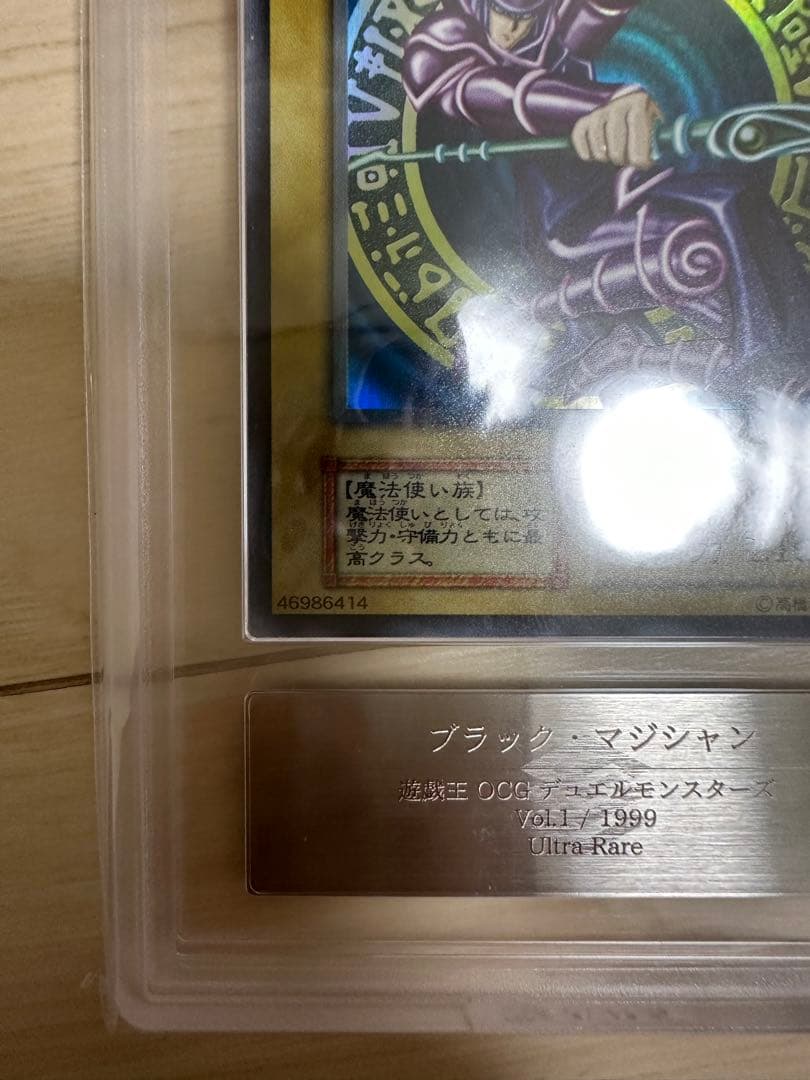 【魔法使い族】
魔法使いとしては、攻
撃力・守備力ともに最
高クラス。
46986414
©高橋
ブラック・マジシャン
遊戯王 OCG デュエルモンスターズ
Vol.1 / 1999
Ultra Rare